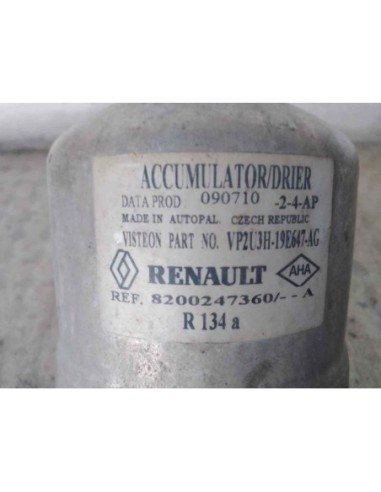 ACCUMULATOR/DRIER
DATA PROD 090710 -2-4-AP
MADE IN AUTOPAL. CZECH REPUBLIC
VISTEON PART NO. VP2U3H-19E647-AG
RENAULT AHA
REF. 8200247360/--A
R 134 a